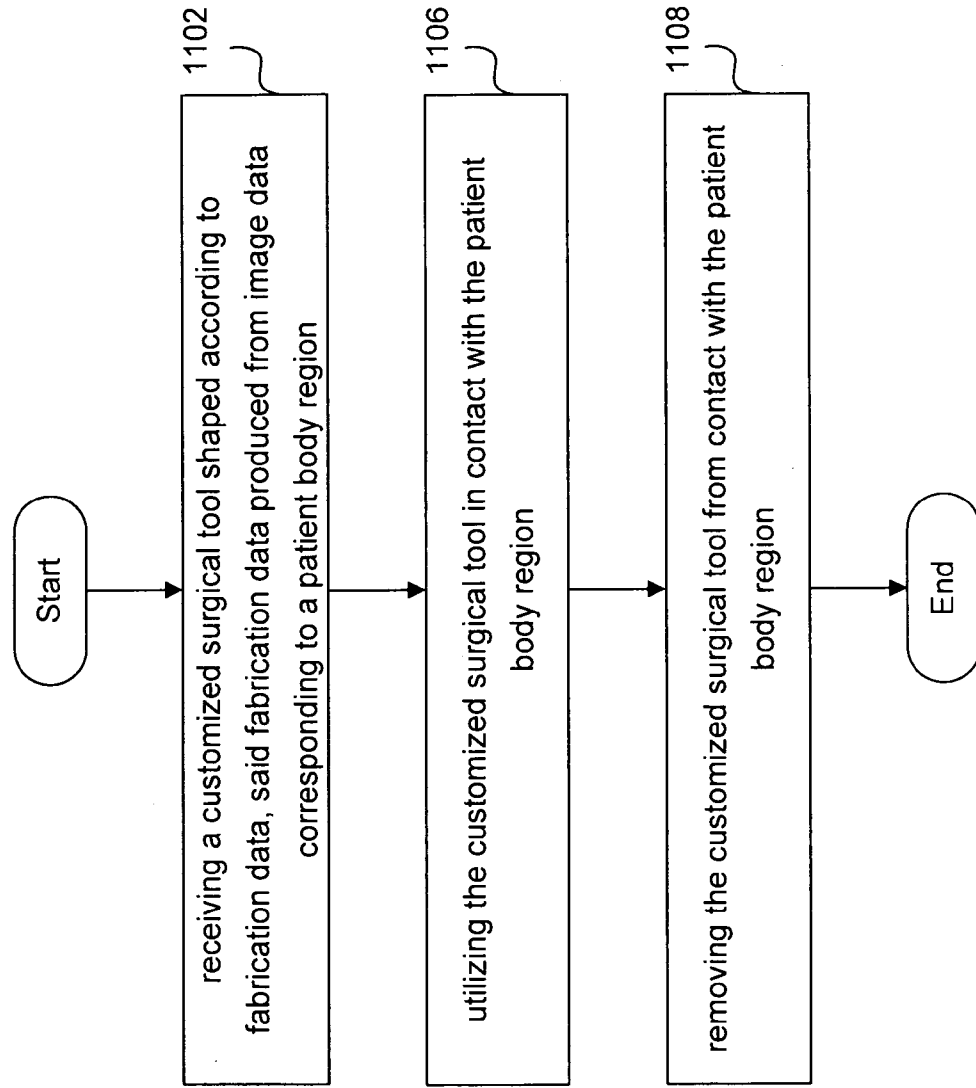 Start
1102
receiving a customized surgical tool shaped according to
fabrication data, said fabrication data produced from image data
corresponding to a patient body region
1106
utilizing the customized surgical tool in contact with the patient
body region
1108
removing the customized surgical from contact with the patient
body region
End